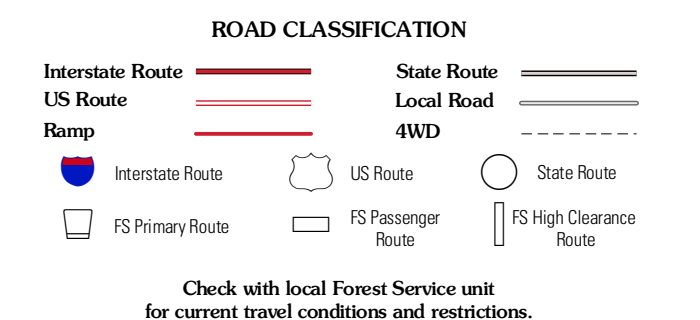 ROAD CLASSIFICATION
Interstate Route
State Route
US Route
Local Road
Ramp
4WD
Interstate Route
US Route
State Route
FS Primary Route
FS Passenger
Route
FS High Clearance
Route
Check with local Forest Service unit
for current travel conditions and restrictions.